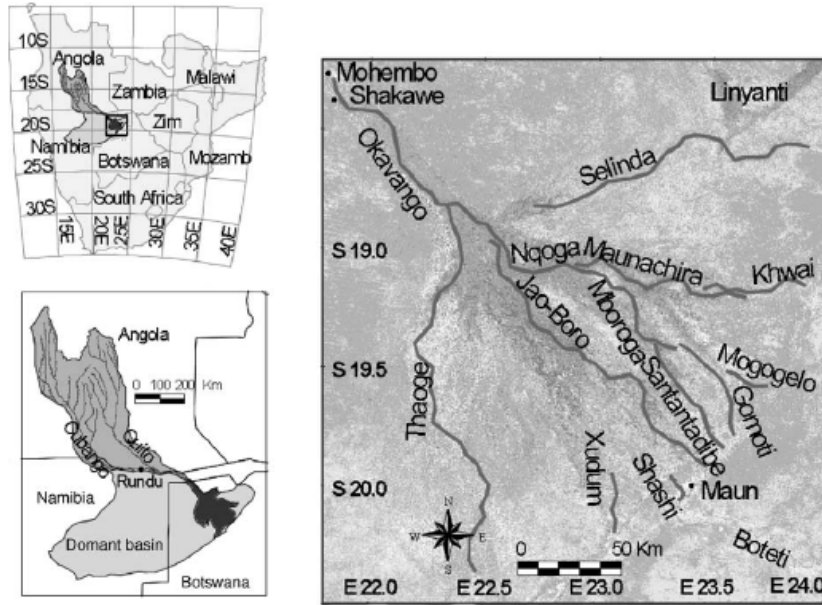 10S
15S
20S
25S
30S
Angola
Zambia
Malawi
Zim
Namibia
Botswana
Mozamb
South Africa
15E
20E
25E
30E
35E
40E
Angola
0 100 200 Km
Cubango
Cuito
Rundu
Namibia
Domant basin
Botswana
Mohembo
Shakawe
Linyanti
Okavango
Selinda
S 19.0
Nqoga
Maunachira
Khwai
Jao-Boro
Mboroga
Santantadibe
Mogogelo
Gomoti
S 19.5
Thaoge
Xudum
Shashi
Maun
S 20.0
N
W
E
S
0 50 Km
Boteti
E 22.0
E 22.5
E 23.0
E 23.5
E 24.0